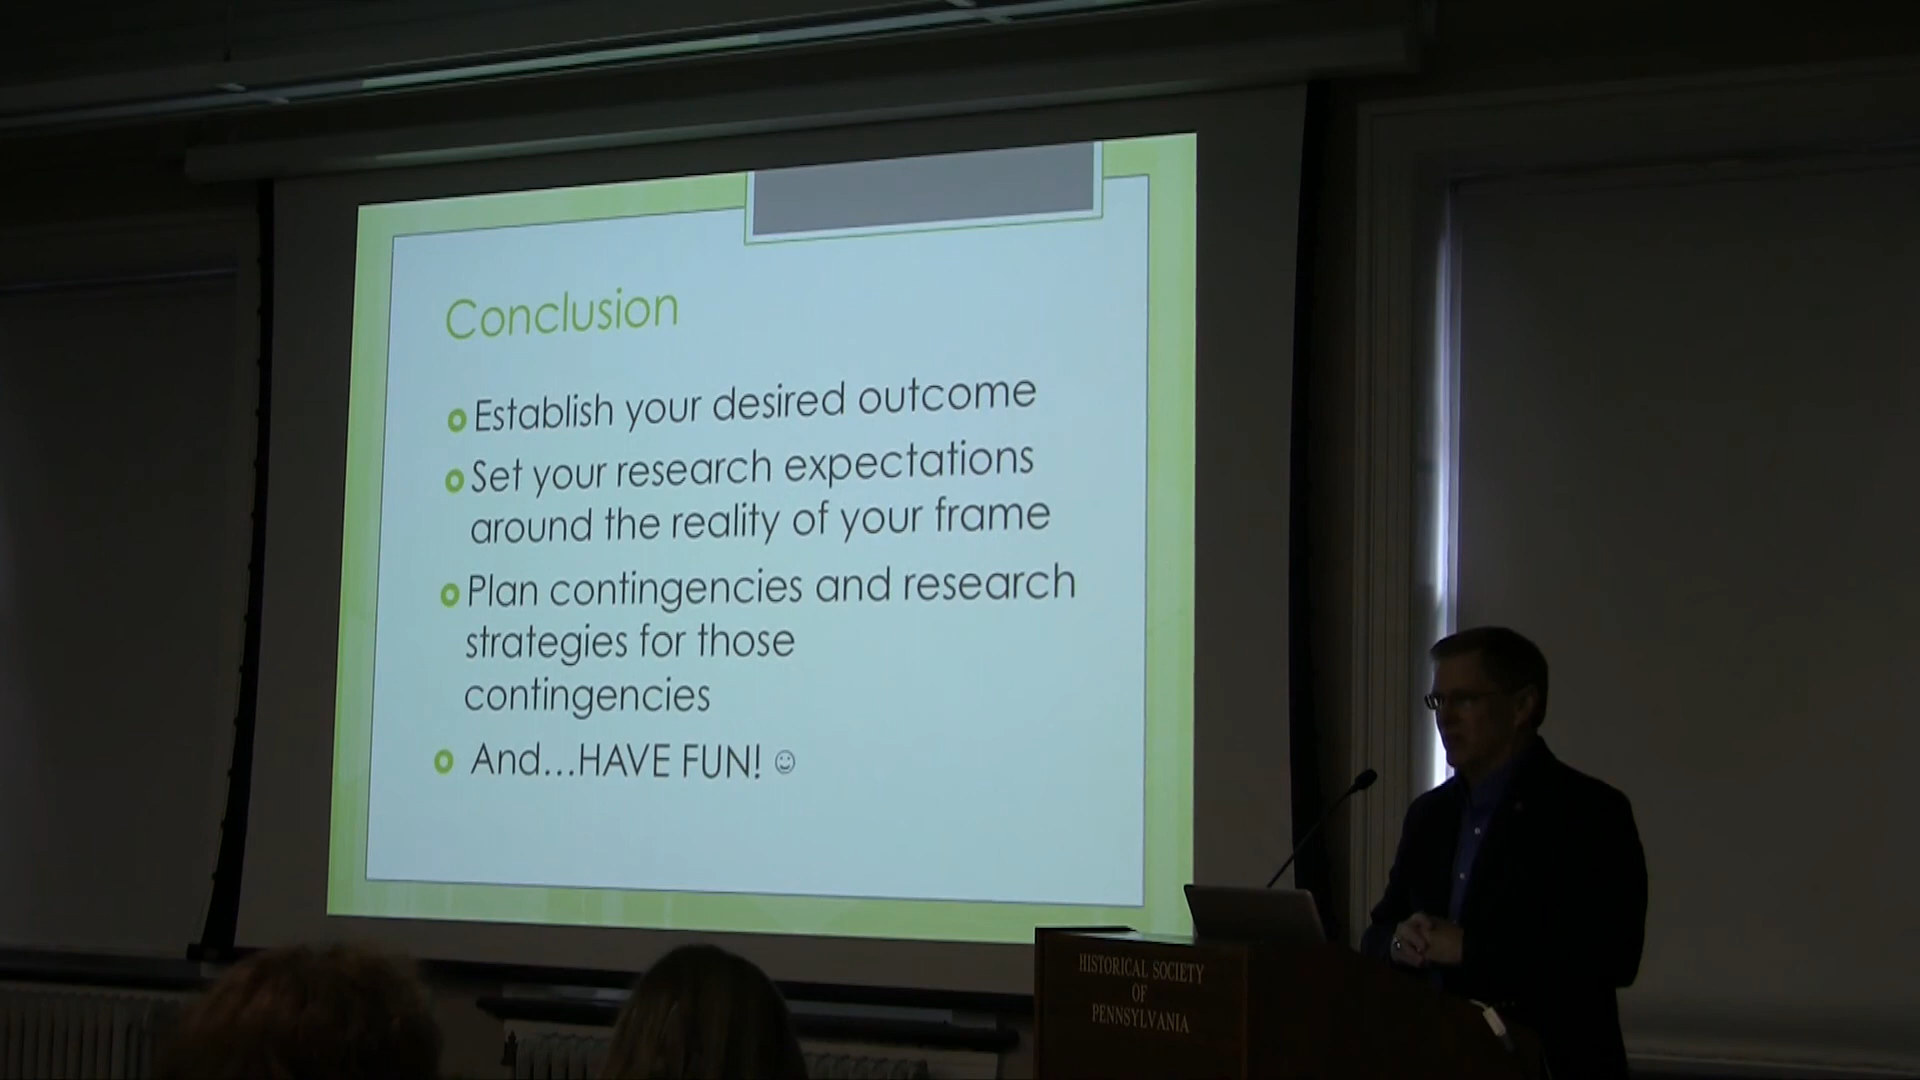 Conclusion
Establish your desired outcome
Set your research expectations
around the reality of your frame
Plan contingencies and research
strategies for those
contingencies
And...HAVE FUN! ☺
HISTORICAL SOCIETY
OF
PENNSYLVANIA